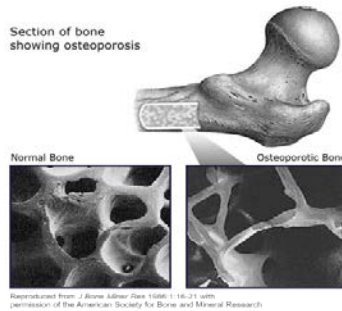 Section of bone
showing osteoporosis
Normal Bone
Osteoporotic Bone
Reproduced from J Bone Miner Res 1986:1:16-21 with
permission of the American Society for Bone and Mineral Research